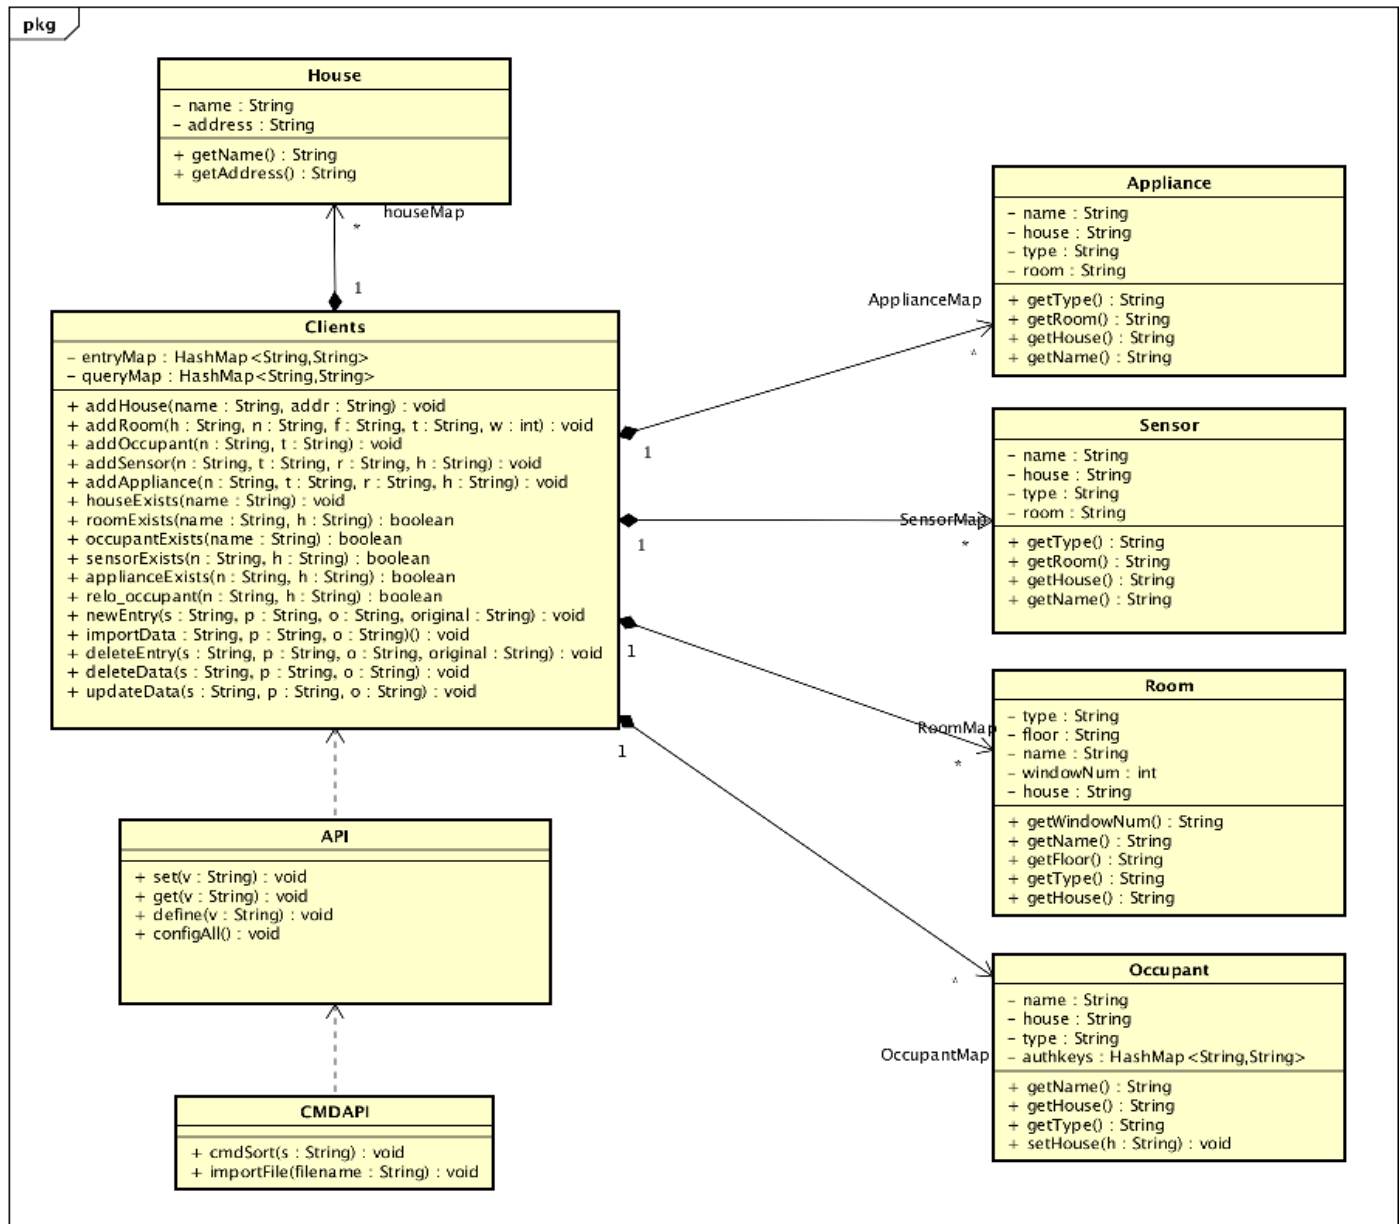 pkg
House
- name : String
- address : String
+ getName() : String
+ getAddress() : String
houseMap
*
1
Clients
- entryMap : HashMap<String,String>
- queryMap : HashMap<String,String>
+ addHouse(name : String, addr : String) : void
+ addRoom(h : String, n : String, f : String, t : String, w : int) : void
+ addOccupant(n : String, t : String) : void
+ addSensor(n : String, t : String, r : String, h : String) : void
+ addAppliance(n : String, t : String, r : String, h : String) : void
+ houseExists(name : String) : void
+ roomExists(name : String, h : String) : boolean
+ occupantExists(name : String) : boolean
+ sensorExists(n : String, h : String) : boolean
+ applianceExists(n : String, h : String) : boolean
+ relo_occupant(n : String, h : String) : boolean
+ newEntry(s : String, p : String, o : String, original : String) : void
+ importData : String, p : String, o : String)() : void
+ deleteEntry(s : String, p : String, o : String, original : String) : void
+ deleteData(s : String, p : String, o : String) : void
+ updateData(s : String, p : String, o : String) : void
ApplianceMap
*
1
Appliance
- name : String
- house : String
- type : String
- room : String
+ getType() : String
+ getRoom() : String
+ getHouse() : String
+ getName() : String
SensorMap
*
1
Sensor
- name : String
- house : String
- type : String
- room : String
+ getType() : String
+ getRoom() : String
+ getHouse() : String
+ getName() : String
1
RoomMap
*
Room
- type : String
- floor : String
- name : String
- windowNum : int
- house : String
+ getWindowNum() : String
+ getName() : String
+ getFloor() : String
+ getType() : String
+ getHouse() : String
1
*
OccupantMap
Occupant
- name : String
- house : String
- type : String
- authkeys : HashMap<String,String>
+ getName() : String
+ getHouse() : String
+ getType() : String
+ setHouse(h : String) : void
API
+ set(v : String) : void
+ get(v : String) : void
+ define(v : String) : void
+ configAll() : void
CMDAPI
+ cmdSort(s : String) : void
+ importFile(filename : String) : void